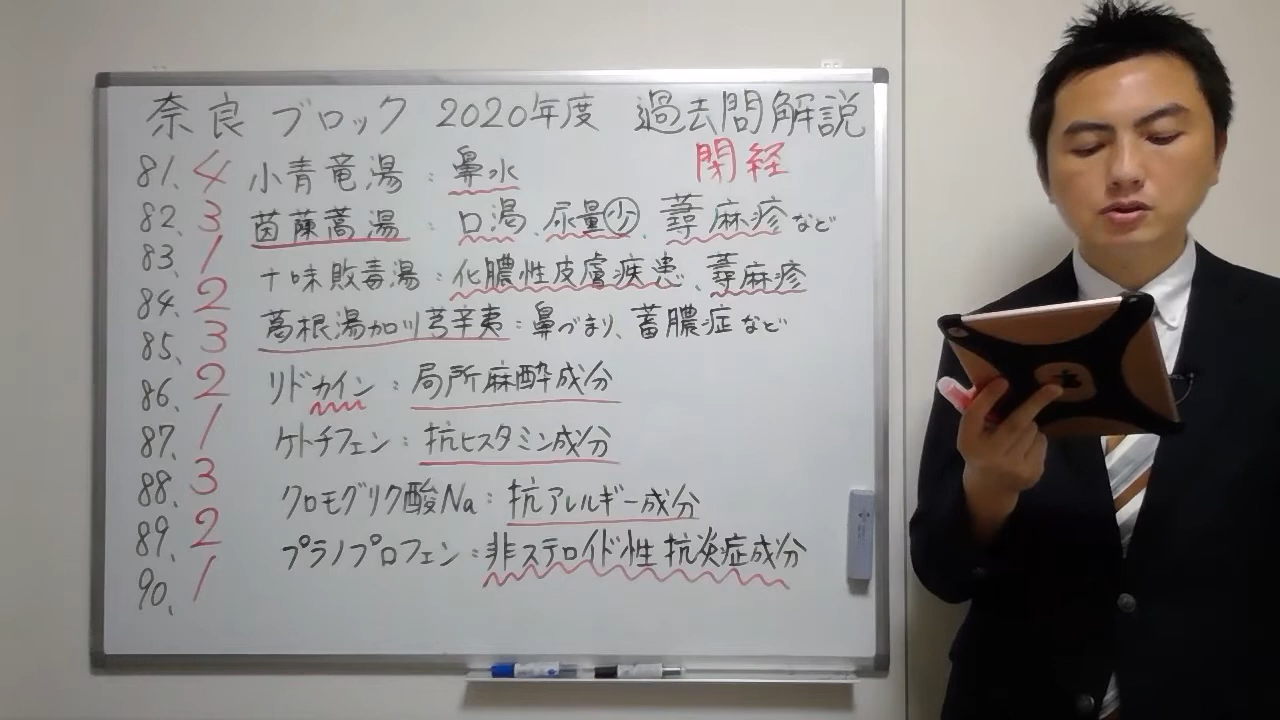 奈良ブロック 2020年度 過去問解説
閉経
81. 4 小青竜湯：鼻水
82. 3 茵蔯蒿湯：口渇、尿量少、蕁麻疹など
83. 1 十味敗毒湯：化膿性皮膚疾患、蕁麻疹
84. 2 葛根湯加川芎辛夷：鼻づまり、蓄膿症など
85. 3
86. 2 リドカイン：局所麻酔成分
87. 1 ケトチフェン：抗ヒスタミン成分
88. 3 クロモグリク酸Na：抗アレルギー成分
89. 2 プラノプロフェン：非ステロイド性抗炎症成分
90. 1